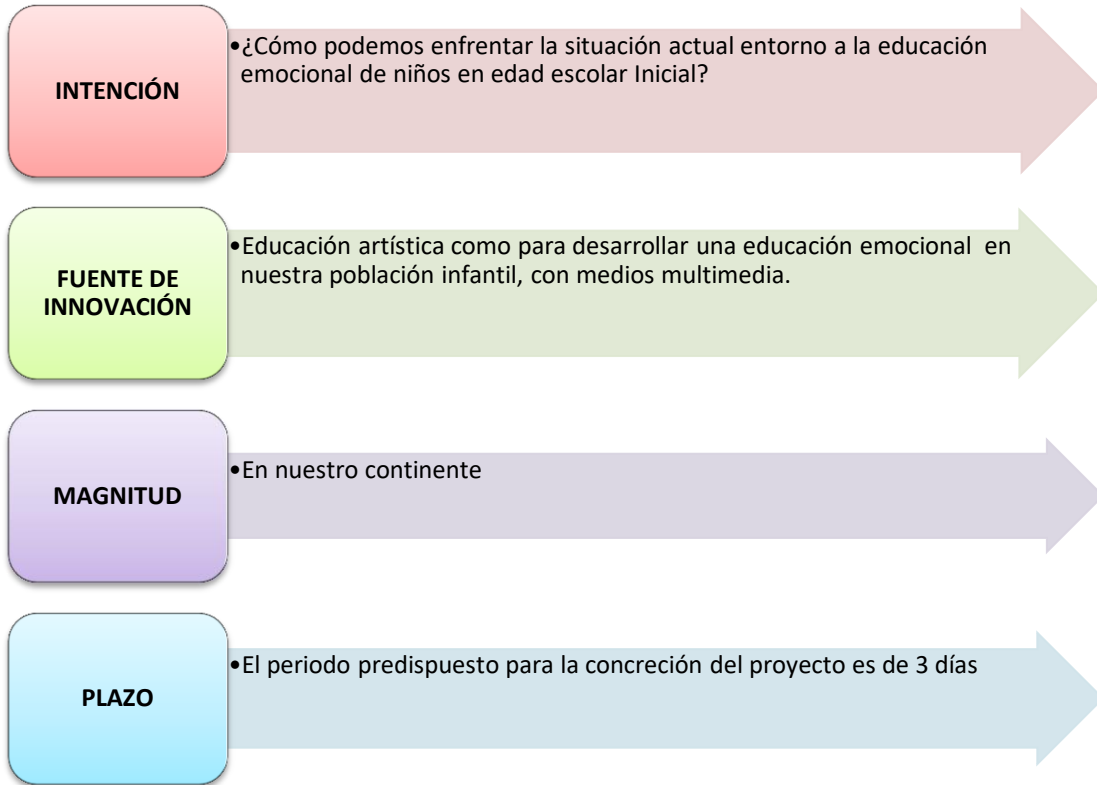 INTENCIÓN
•¿Cómo podemos enfrentar la situación actual entorno a la educación
emocional de niños en edad escolar Inicial?
FUENTE DE
INNOVACIÓN
•Educación artística como para desarrollar una educación emocional  en
nuestra población infantil, con medios multimedia.
MAGNITUD
•En nuestro continente
PLAZO
•El periodo predispuesto para la concreción del proyecto es de 3 días